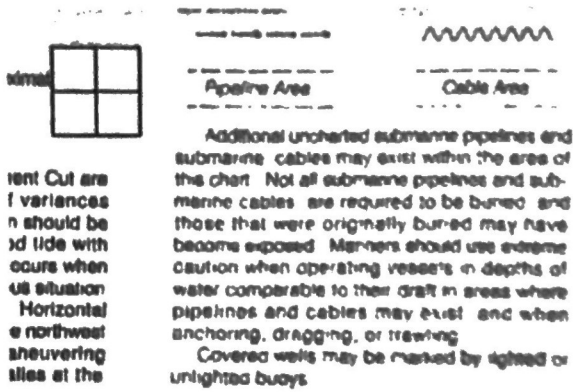 Pipeline Area
Cable Area
Additional uncharted submarine pipelines and
submarine cables may exist within the area of
this chart. Not all submarine pipelines and sub-
marine cables are required to be buried and
those that were originally buried may have
become exposed. Mariners should use extreme
caution when operating vessels in depths of
water comparable to their draft in areas where
pipelines and cables may exist and when
anchoring, dragging, or trawling
Covered wells may be marked by lighted or
unlighted buoys
ximat
rent Cut are
f variances
n should be
od tide with
ccurs when
us situation
Horizontal
e northwest
aneuvering
alles at the